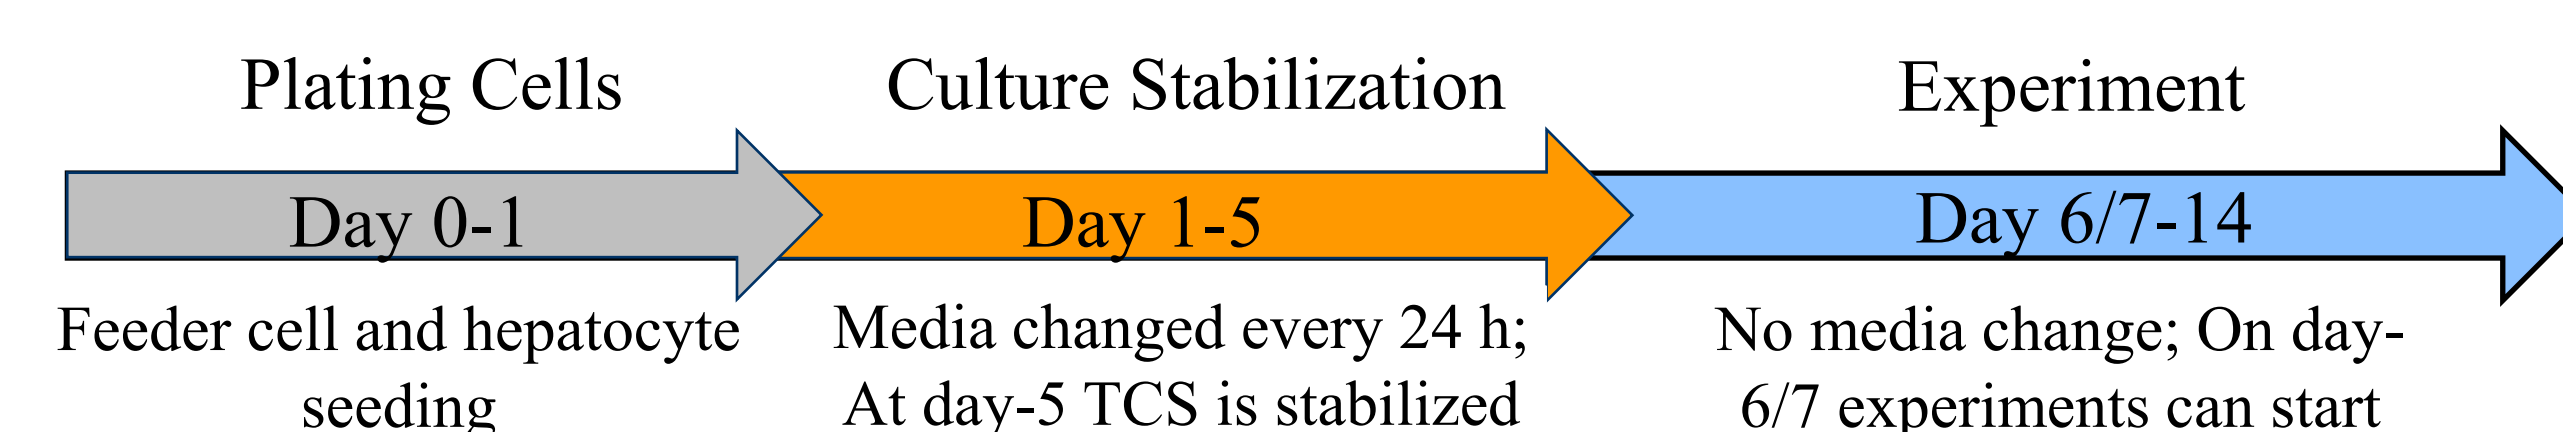 Plating Cells
Culture Stabilization
Experiment
Day 0-1
Day 1-5
Day 6/7-14
Feeder cell and hepatocyte
seeding
Media changed every 24 h;
At day-5 TCS is stabilized
No media change; On day-
6/7 experiments can start